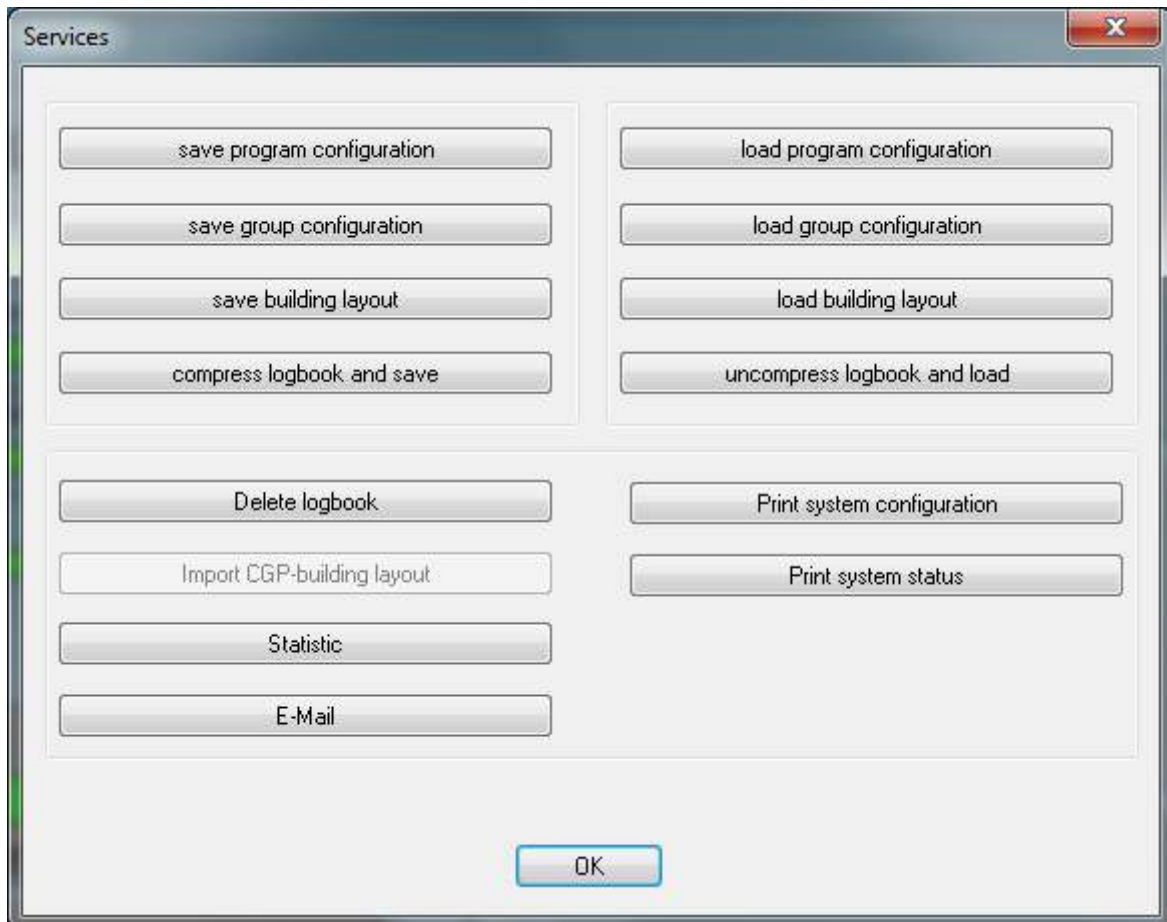 Services
save program configuration
load program configuration
save group configuration
load group configuration
save building layout
load building layout
compress logbook and save
uncompress logbook and load
Delete logbook
Print system configuration
Import CGP-building layout
Print system status
Statistic
E-Mail
OK